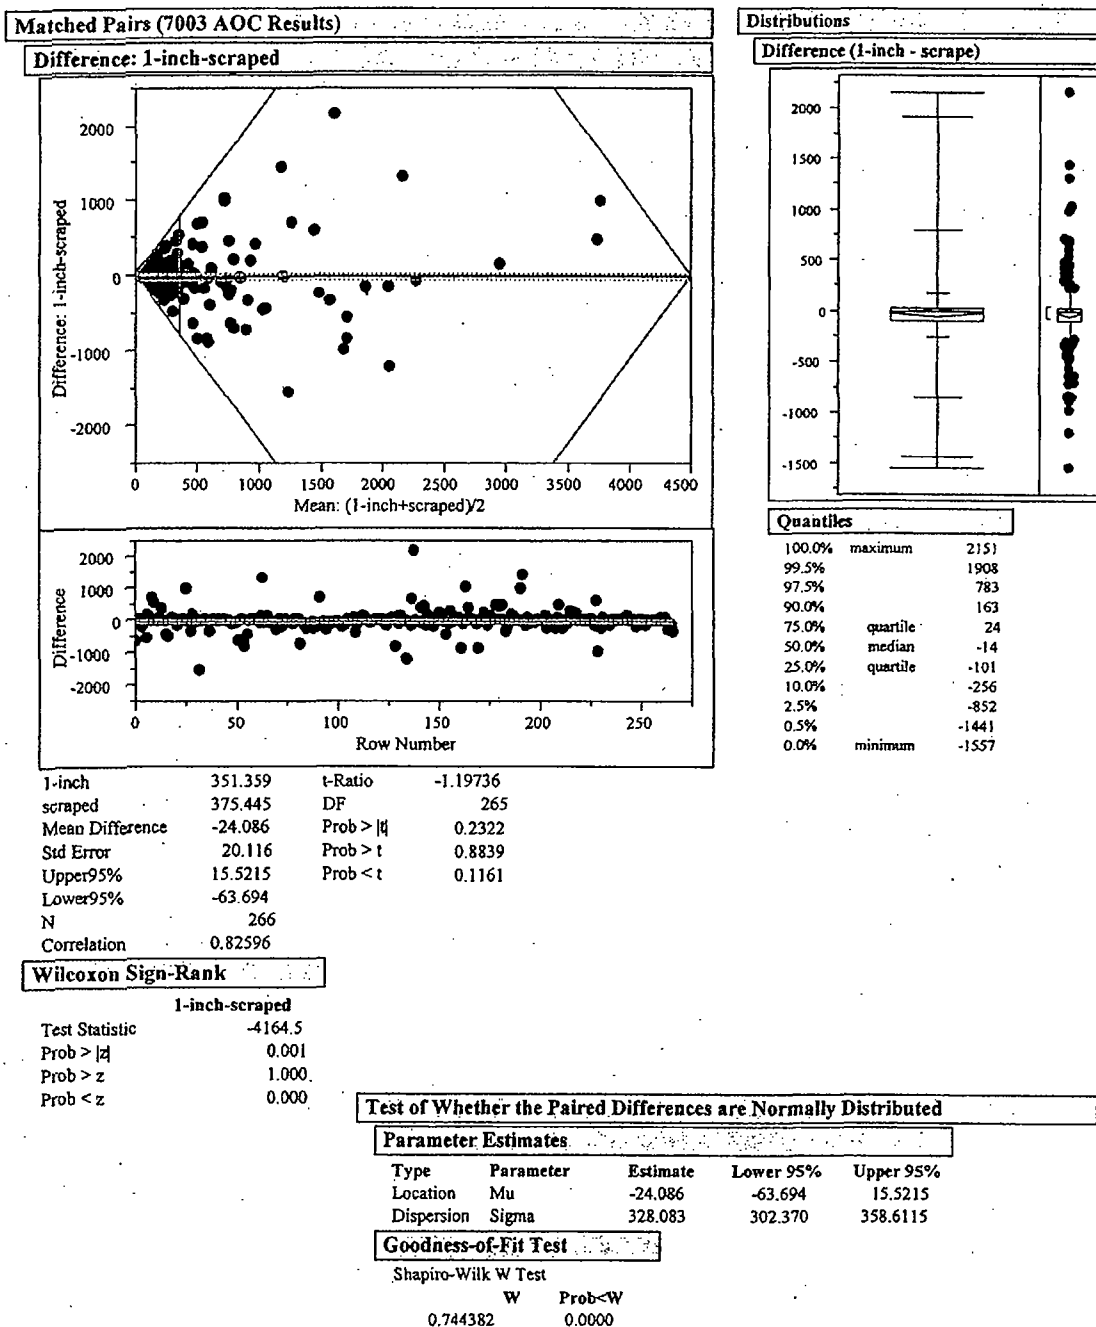 Matched Pairs (7003 AOC Results)
Difference: 1-inch-scraped
Difference: 1-inch-scraped
2000
1000
0
-1000
-2000
0 500 1000 1500 2000 2500 3000 3500 4000 4500
Mean: (1-inch+scraped)/2
Difference
2000
1000
0
-1000
-2000
0 50 100 150 200 250
Row Number
1-inch 351.359 t-Ratio -1.19736
scraped 375.445 DF 265
Mean Difference -24.086 Prob > |t| 0.2322
Std Error 20.116 Prob > t 0.8839
Upper95% 15.5215 Prob < t 0.1161
Lower95% -63.694
N 266
Correlation 0.82596
Wilcoxon Sign-Rank
1-inch-scraped
Test Statistic -4164.5
Prob > |z| 0.001
Prob > z 1.000
Prob < z 0.000
Distributions
Difference (1-inch - scrape)
2000
1500
1000
500
0
-500
-1000
-1500
Quantiles
100.0% maximum 2151
99.5% 1908
97.5% 783
90.0% 163
75.0% quartile 24
50.0% median -14
25.0% quartile -101
10.0% -256
2.5% -852
0.5% -1441
0.0% minimum -1557
Test of Whether the Paired Differences are Normally Distributed
Parameter Estimates
Type Parameter Estimate Lower 95% Upper 95%
Location Mu -24.086 -63.694 15.5215
Dispersion Sigma 328.083 302.370 358.6115
Goodness-of-Fit Test
Shapiro-Wilk W Test
W Prob<W
0.744382 0.0000